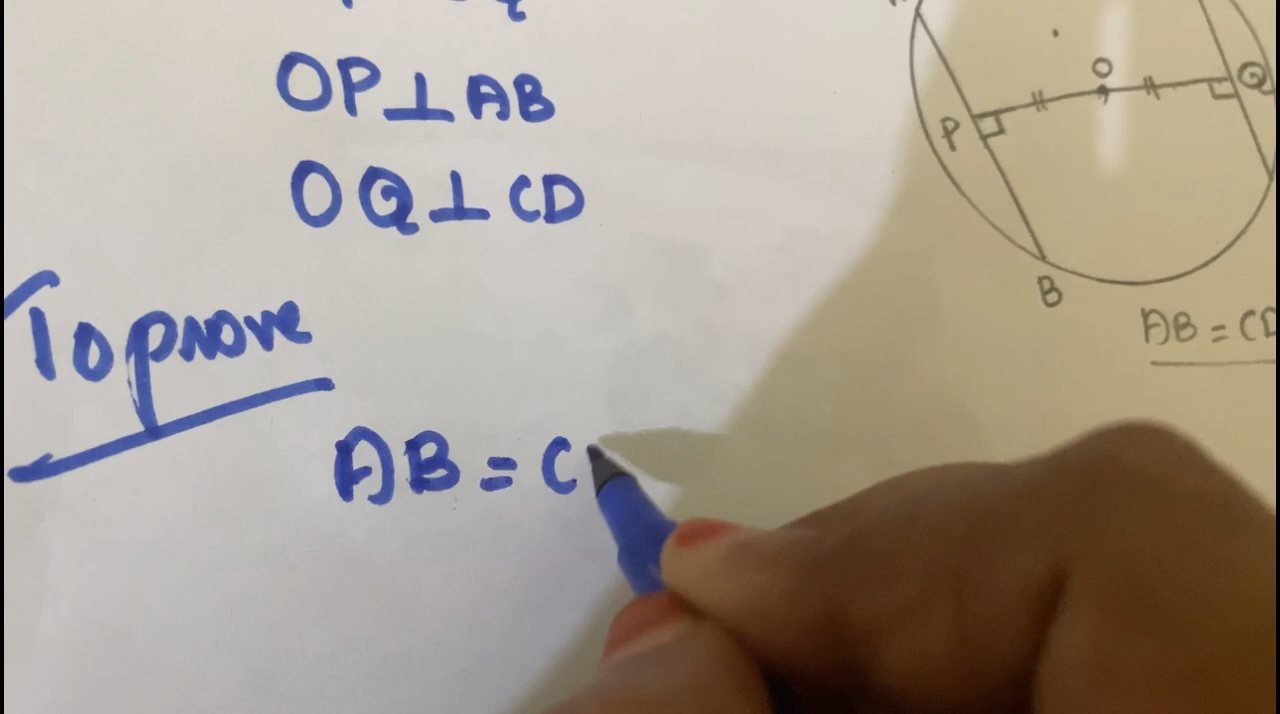 OP⊥AB
OQ⊥CD
To prove
AB = C
O
Q
P
B
AB = CD